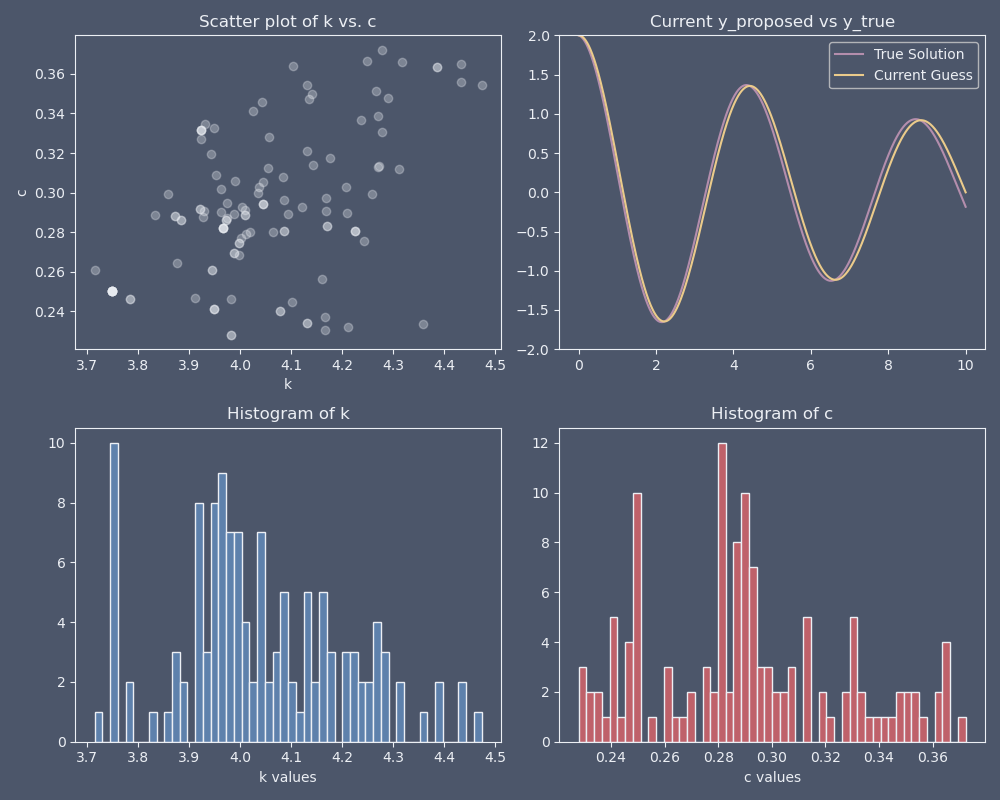 Scatter plot of k vs. c
c
0.36
0.34
0.32
0.30
0.28
0.26
0.24
3.7 3.8 3.9 4.0 4.1 4.2 4.3 4.4 4.5
k
Current y_proposed vs y_true
2.0
1.5
1.0
0.5
0.0
−0.5
−1.0
−1.5
−2.0
True Solution
Current Guess
0 2 4 6 8 10
Histogram of k
10
8
6
4
2
0
3.7 3.8 3.9 4.0 4.1 4.2 4.3 4.4 4.5
k values
Histogram of c
12
10
8
6
4
2
0
0.24 0.26 0.28 0.30 0.32 0.34 0.36
c values